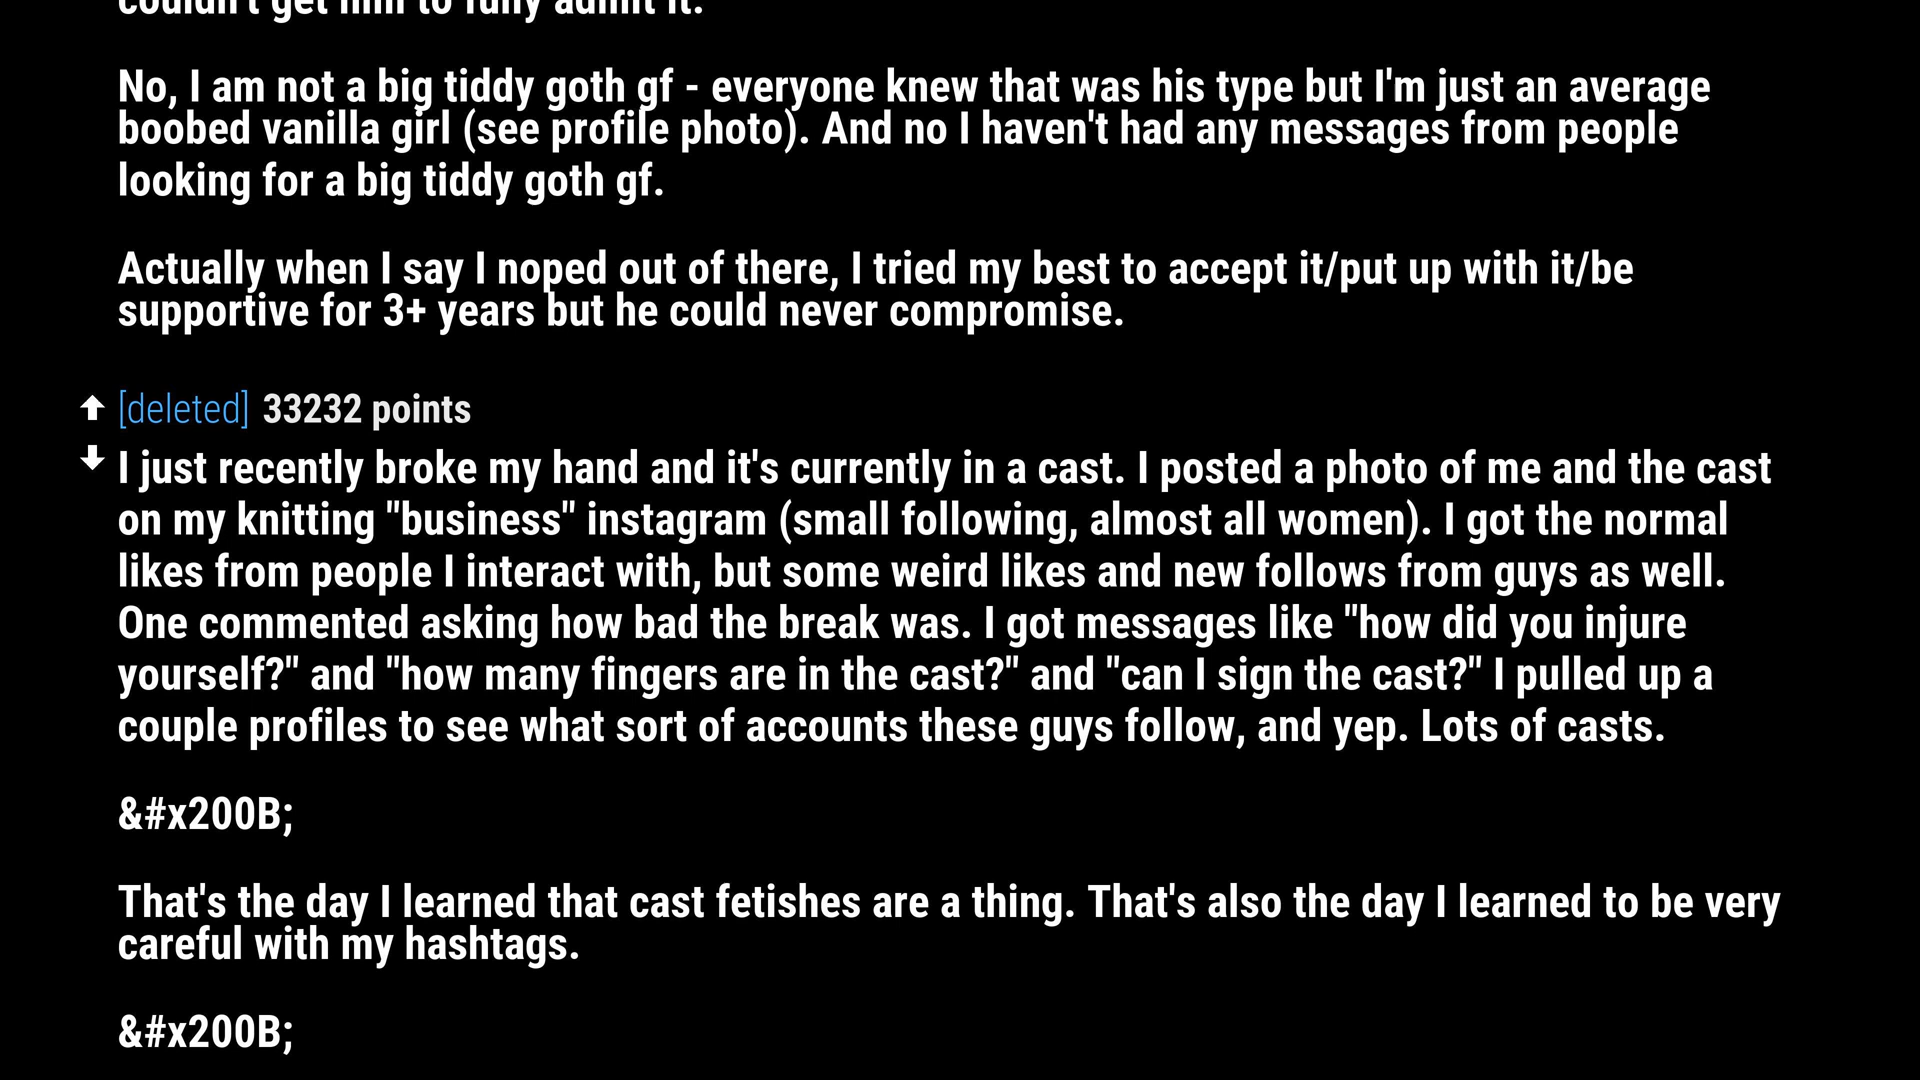 couldn't get him to fully admit it.
No, I am not a big tiddy goth gf - everyone knew that was his type but I'm just an average
boobed vanilla girl (see profile photo). And no I haven't had any messages from people
looking for a big tiddy goth gf.
Actually when I say I noped out of there, I tried my best to accept it/put up with it/be
supportive for 3+ years but he could never compromise.
[deleted] 33232 points
I just recently broke my hand and it's currently in a cast. I posted a photo of me and the cast
on my knitting "business" instagram (small following, almost all women). I got the normal
likes from people I interact with, but some weird likes and new follows from guys as well.
One commented asking how bad the break was. I got messages like "how did you injure
yourself?" and "how many fingers are in the cast?" and "can I sign the cast?" I pulled up a
couple profiles to see what sort of accounts these guys follow, and yep. Lots of casts.
&#x200B;
That's the day I learned that cast fetishes are a thing. That's also the day I learned to be very
careful with my hashtags.
&#x200B;